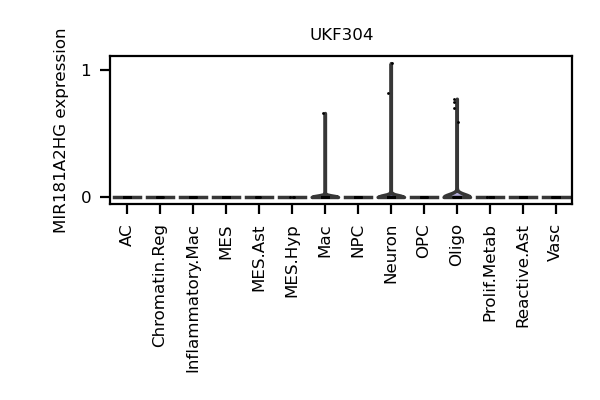 UKF304
MIR181A2HG expression
1
0
AC
Chromatin.Reg
Inflammatory.Mac
MES
MES.Ast
MES.Hyp
Mac
NPC
Neuron
OPC
Oligo
Prolif.Metab
Reactive.Ast
Vasc